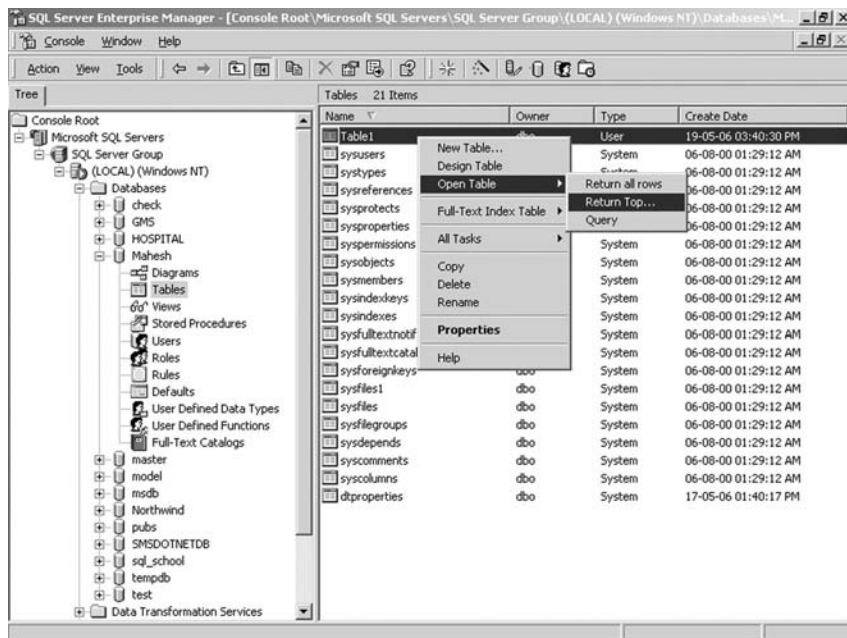 SQL Server Enterprise Manager - [Console Root\Microsoft SQL Servers\SQL Server Group\(LOCAL) (Windows NT)\Databases\M...
Console Window Help
Action View Tools
Tree
Tables 21 Items
Console Root
Microsoft SQL Servers
SQL Server Group
(LOCAL) (Windows NT)
Databases
check
GMS
HOSPITAL
Mahesh
Diagrams
Tables
Views
Stored Procedures
Users
Roles
Rules
Defaults
User Defined Data Types
User Defined Functions
Full-Text Catalogs
master
model
msdb
Northwind
pubs
SMSDOTNETDB
sql_school
tempdb
test
Data Transformation Services
Name Owner Type Create Date
Table1 dbo User 19-05-06 03:40:30 PM
sysusers System 06-08-00 01:29:12 AM
systypes System 06-08-00 01:29:12 AM
sysreferences 06-08-00 01:29:12 AM
sysprotects 06-08-00 01:29:12 AM
sysproperties 06-08-00 01:29:12 AM
syspermissions System 06-08-00 01:29:12 AM
sysobjects System 06-08-00 01:29:12 AM
sysmembers System 06-08-00 01:29:12 AM
sysindexkeys System 06-08-00 01:29:12 AM
sysindexes System 06-08-00 01:29:12 AM
sysfulltextnotif System 06-08-00 01:29:12 AM
sysfulltextcatal System 06-08-00 01:29:12 AM
sysforeignkeys dbo System 06-08-00 01:29:12 AM
sysfiles1 dbo System 06-08-00 01:29:12 AM
sysfiles dbo System 06-08-00 01:29:12 AM
sysfilegroups dbo System 06-08-00 01:29:12 AM
sysdepends dbo System 06-08-00 01:29:12 AM
syscomments dbo System 06-08-00 01:29:12 AM
syscolumns dbo System 06-08-00 01:29:12 AM
dtproperties dbo System 17-05-06 01:40:17 PM
New Table...
Design Table
Open Table
Full-Text Index Table
All Tasks
Copy
Delete
Rename
Properties
Help
Return all rows
Return Top...
Query